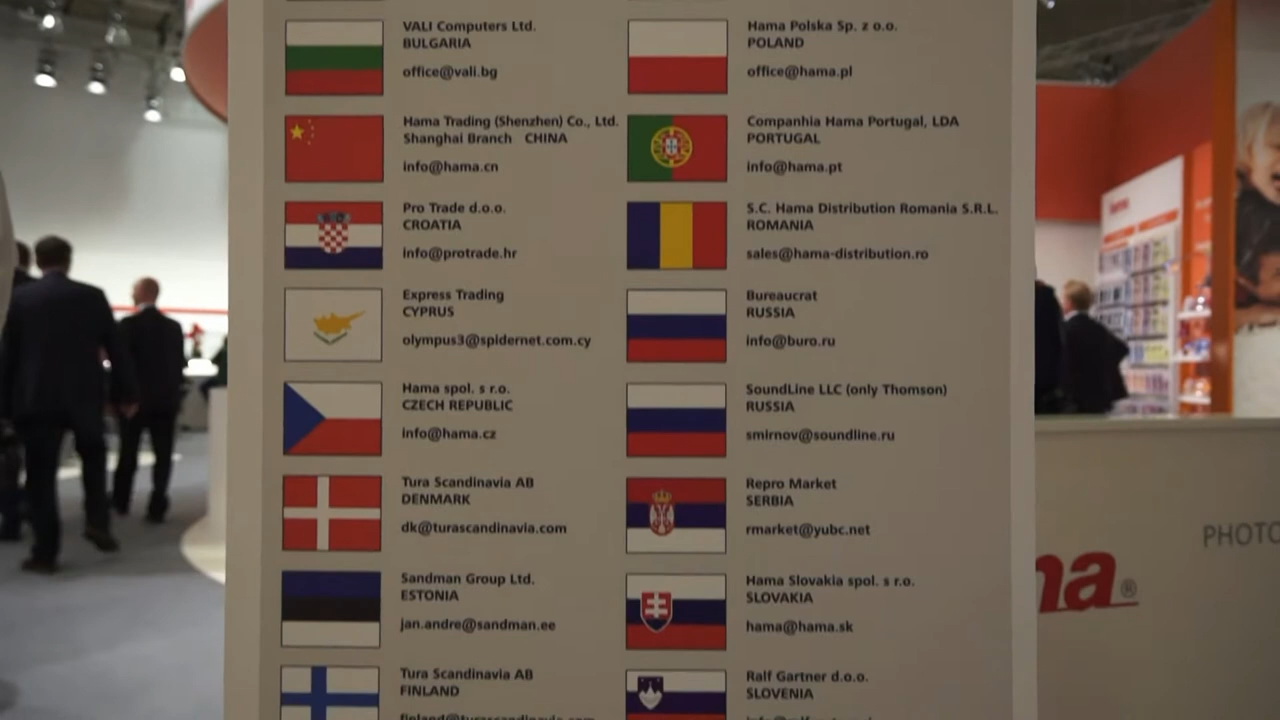 VALI Computers Ltd.
BULGARIA
office@vali.bg
Hama Trading (Shenzhen) Co., Ltd.
Shanghai Branch CHINA
info@hama.cn
Pro Trade d.o.o.
CROATIA
info@protrade.hr
Express Trading
CYPRUS
olympus3@spidernet.com.cy
Hama spol. s r.o.
CZECH REPUBLIC
info@hama.cz
Tura Scandinavia AB
DENMARK
dk@turascandinavia.com
Sandman Group Ltd.
ESTONIA
jan.andre@sandman.ee
Tura Scandinavia AB
FINLAND
Hama Polska Sp. z o.o.
POLAND
office@hama.pl
Companhia Hama Portugal, LDA
PORTUGAL
info@hama.pt
S.C. Hama Distribution Romania S.R.L.
ROMANIA
sales@hama-distribution.ro
Bureaucrat
RUSSIA
info@buro.ru
SoundLine LLC (only Thomson)
RUSSIA
smirnov@soundline.ru
Repro Market
SERBIA
rmarket@yubc.net
Hama Slovakia spol. s r.o.
SLOVAKIA
hama@hama.sk
Ralf Gartner d.o.o.
SLOVENIA
hama
PHOTO
ma®